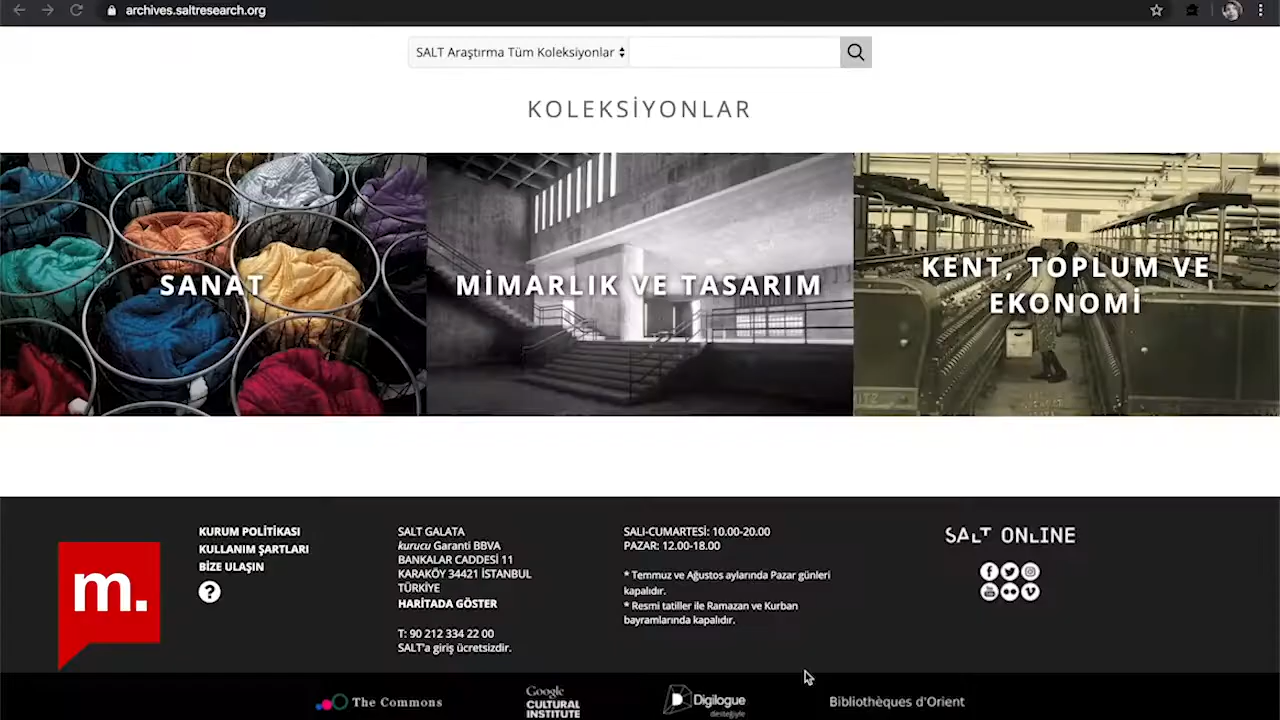 archives.saltresearch.org
SALT Araştırma Tüm Koleksiyonlar
KOLEKSİYONLAR
SANAT
MİMARLIK VE TASARIM
KENT, TOPLUM VE
EKONOMİ
KURUM POLİTİKASI
KULLANIM ŞARTLARI
BİZE ULAŞIN
?
SALT GALATA
kurucu Garanti BBVA
BANKALAR CADDESİ 11
KARAKÖY 34421 İSTANBUL
TÜRKİYE
HARİTADA GÖSTER
T: 90 212 334 22 00
SALT'a giriş ücretsizdir.
SALI-CUMARTESİ: 10.00-20.00
PAZAR: 12.00-18.00
* Temmuz ve Ağustos aylarında Pazar günleri
kapalıdır.
* Resmi tatiller ile Ramazan ve Kurban
bayramlarında kapalıdır.
SALT ONLINE
m.
The Commons
Google
CULTURAL
INSTITUTE
Digilogue
desteğiyle
Bibliothèques d'Orient